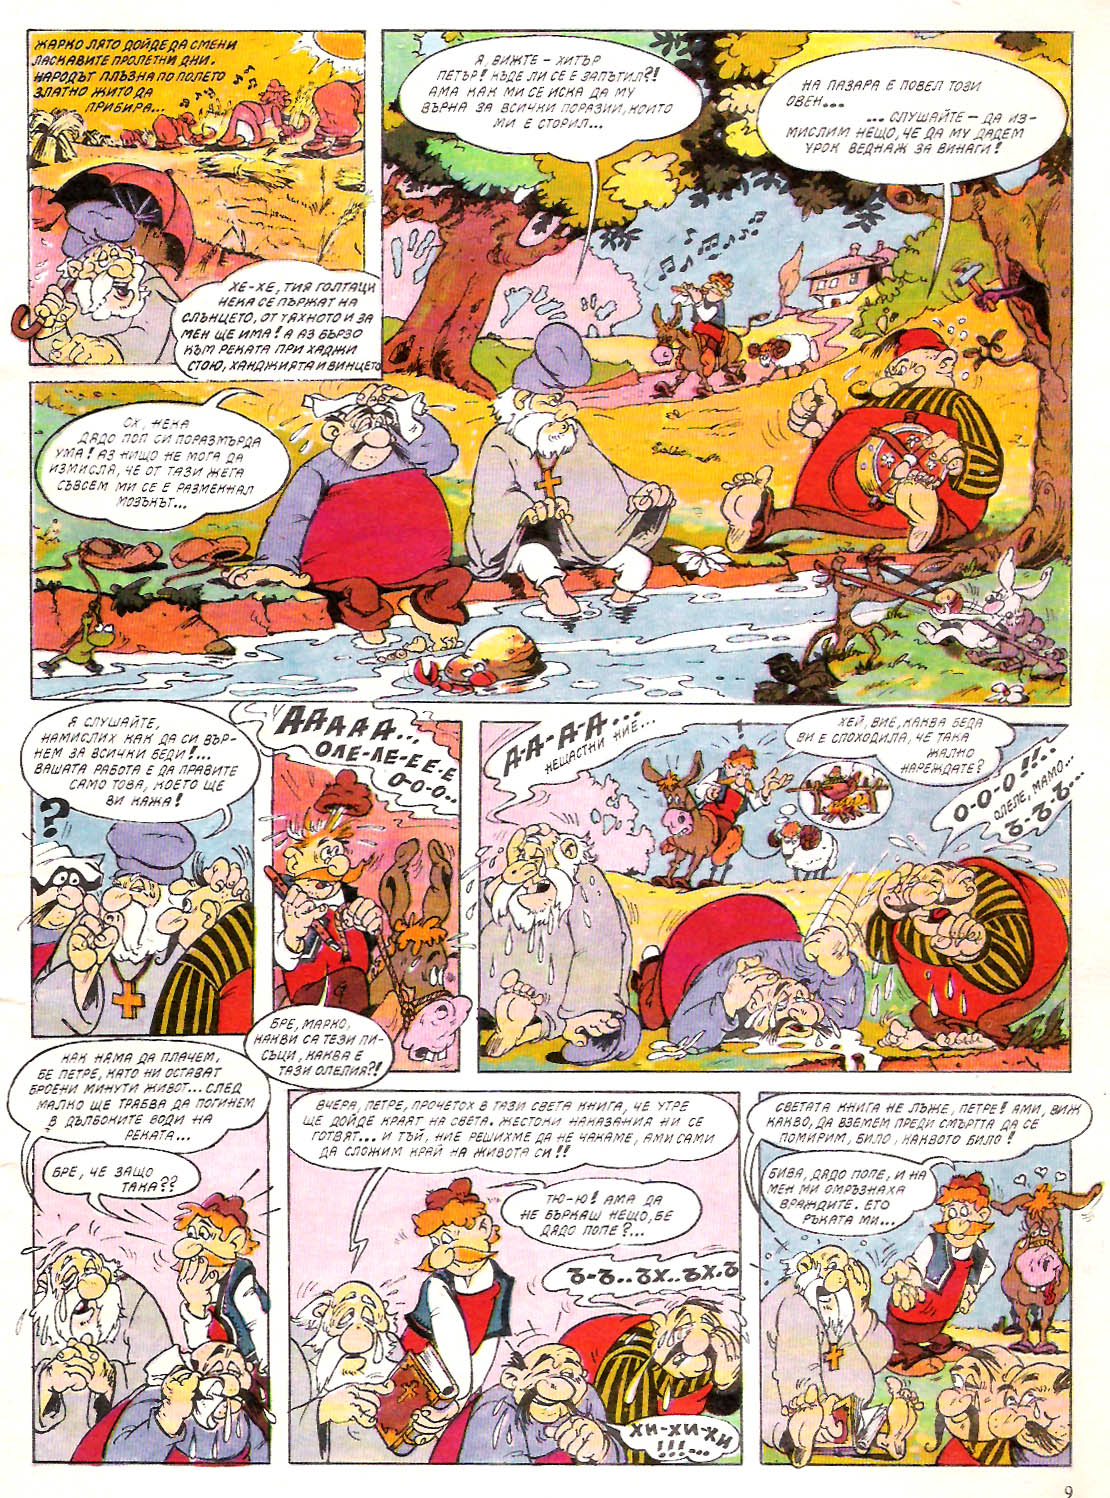 ЖАРКО ЛЯТО ДОЙДЕ ДА СМЕНИ
ЛАСКАВИТЕ ПРОЛЕТНИ ДНИ.
НАРОДЪТ ПЛЪЗНА ПО ПОЛЕТО
ЗЛАТНО ЖИТО ДА
ПРИБИРА...
ХЕ-ХЕ, ТИЯ ГОЛТАЦИ
НЕКА СЕ ПЪРЖАТ НА
СЛЪНЦЕТО, ОТ ТЯХНОТО И ЗА
МЕН ЩЕ ИМА! А АЗ БЪРЗО
КЪМ РЕКАТА ПРИ ХАДЖИ
СТОЮ, ХАНДЖИЯТА И ВИНЦЕТО
Я, ВИЖТЕ - ХИТЪР
ПЕТЪР! КЪДЕ ЛИ СЕ Е ЗАПЪТИЛ?!
АМА КАК МИ СЕ ИСКА ДА МУ
ВЪРНА ЗА ВСИЧКИ ПОРАЗИИ, КОИТО
МИ Е СТОРИЛ...
НА ПАЗАРА Е ПОВЕЛ ТОЗИ
ОВЕН...
... СЛУШАЙТЕ - ДА ИЗ-
МИСЛИМ НЕЩО, ЧЕ ДА МУ ДАДЕМ
УРОК ВЕДНАЖ ЗА ВИНАГИ!
ОХ, НЕКА
ДЯДО ПОП СИ ПОРАЗМЪРДА
УМА! АЗ НИЩО НЕ МОГА ДА
ИЗМИСЛЯ, ЧЕ ОТ ТАЗИ ЖЕГА
СЪВСЕМ МИ СЕ Е РАЗМЕКНАЛ
МОЗЪКЪТ...
Я СЛУШАЙТЕ,
НАМИСЛИХ КАК ДА СИ ВЪР-
НЕМ ЗА ВСИЧКИ БЕДИ!...
ВАШАТА РАБОТА Е ДА ПРАВИТЕ
САМО ТОВА, КОЕТО ЩЕ
ВИ КАЖА!
?
ААААА...
ОЛЕ-ЛЕ-Е-Е-Е
О-О-О..
БРЕ, МАРКО,
КАКВИ СА ТЕЗИ ПИ-
СЪЦИ, КАКВА Е
ТАЗИ ОЛЕЛИЯ?!
А-А-А-А...
НЕЩАСТНИ НИЕ...
!
ХЕЙ, ВИЕ, КАКВА БЕДА
ВИ Е СПОХОДИЛА, ЧЕ ТАКА
ЖАЛНО
НАРЕЖДАТЕ?
О-О-О!!..
ОЛЕЛЕ, МАМО...
Ъ-Ъ-Ъ...
КАК НЯМА ДА ПЛАЧЕМ,
БЕ ПЕТРЕ, КАТО НИ ОСТАВАТ
БРОЕНИ МИНУТИ ЖИВОТ... СЛЕД
МАЛКО ЩЕ ТРЯБВА ДА ПОГИНЕМ
В ДЪЛБОКИТЕ ВОДИ НА
РЕКАТА...
БРЕ, ЧЕ ЗАЩО
ТАКА??
ВЧЕРА, ПЕТРЕ, ПРОЧЕТОХ В ТАЗИ СВЕТА КНИГА, ЧЕ УТРЕ
ЩЕ ДОЙДЕ КРАЯТ НА СВЕТА. ЖЕСТОКИ НАКАЗАНИЯ НИ СЕ
ГОТВЯТ... И ТЪЙ, НИЕ РЕШИХМЕ ДА НЕ ЧАКАМЕ, АМИ САМИ
ДА СЛОЖИМ КРАЙ НА ЖИВОТА СИ!!
ТЮ-Ю! АМА ДА
НЕ БЪРКАШ НЕЩО, БЕ
ДЯДО ПОПЕ?...
Ъ-Ъ..ЪХ..ЪХ.Ъ
ХИ-ХИ-ХИ
!!!...
СВЕТАТА КНИГА НЕ ЛЪЖЕ, ПЕТРЕ! АМИ, ВИЖ
КАКВО, ДА ВЗЕМЕМ ПРЕДИ СМЪРТТА ДА СЕ
ПОМИРИМ, БИЛО, КАКВОТО БИЛО!
БИВА, ДЯДО ПОПЕ, И НА
МЕН МИ ОМРЪЗНАХА
ВРАЖДИТЕ. ЕТО
РЪКАТА МИ...
9